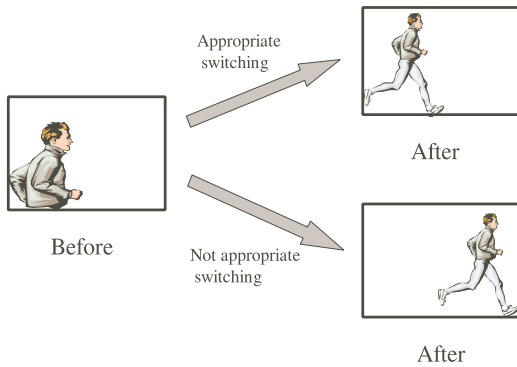 Appropriate
switching
After
Before
Not appropriate
switching
After